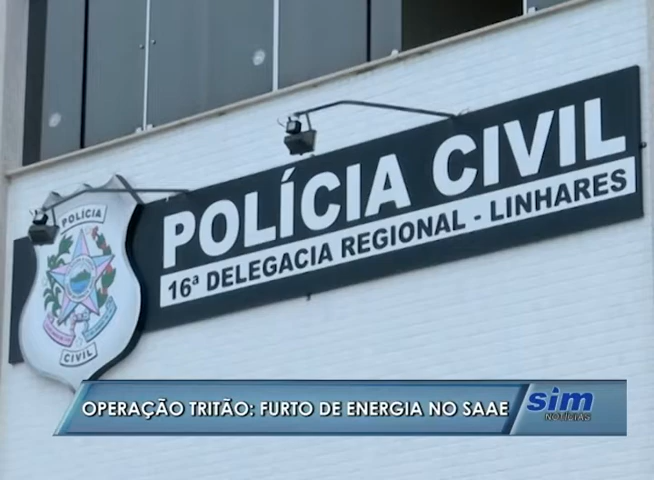 POLÍCIA CIVIL
16ª DELEGACIA REGIONAL - LINHARES
POLÍCIA
CIVIL
OPERAÇÃO TRITÃO: FURTO DE ENERGIA NO SAAE
sim
NOTÍCIAS